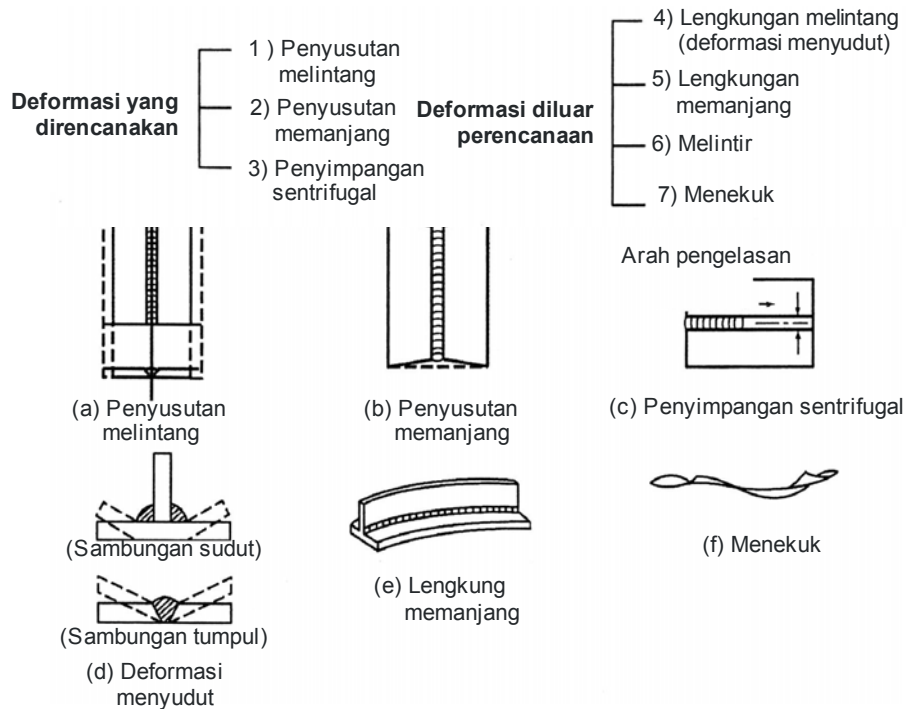 Deformasi yang
direncanakan
1 ) Penyusutan
melintang
2) Penyusutan
memanjang
3) Penyimpangan
sentrifugal
Deformasi diluar
perencanaan
4) Lengkungan melintang
(deformasi menyudut)
5) Lengkungan
memanjang
6) Melintir
7) Menekuk
(a) Penyusutan
melintang
(b) Penyusutan
memanjang
Arah pengelasan
(c) Penyimpangan sentrifugal
(Sambungan sudut)
(Sambungan tumpul)
(d) Deformasi
menyudut
(e) Lengkung
memanjang
(f) Menekuk